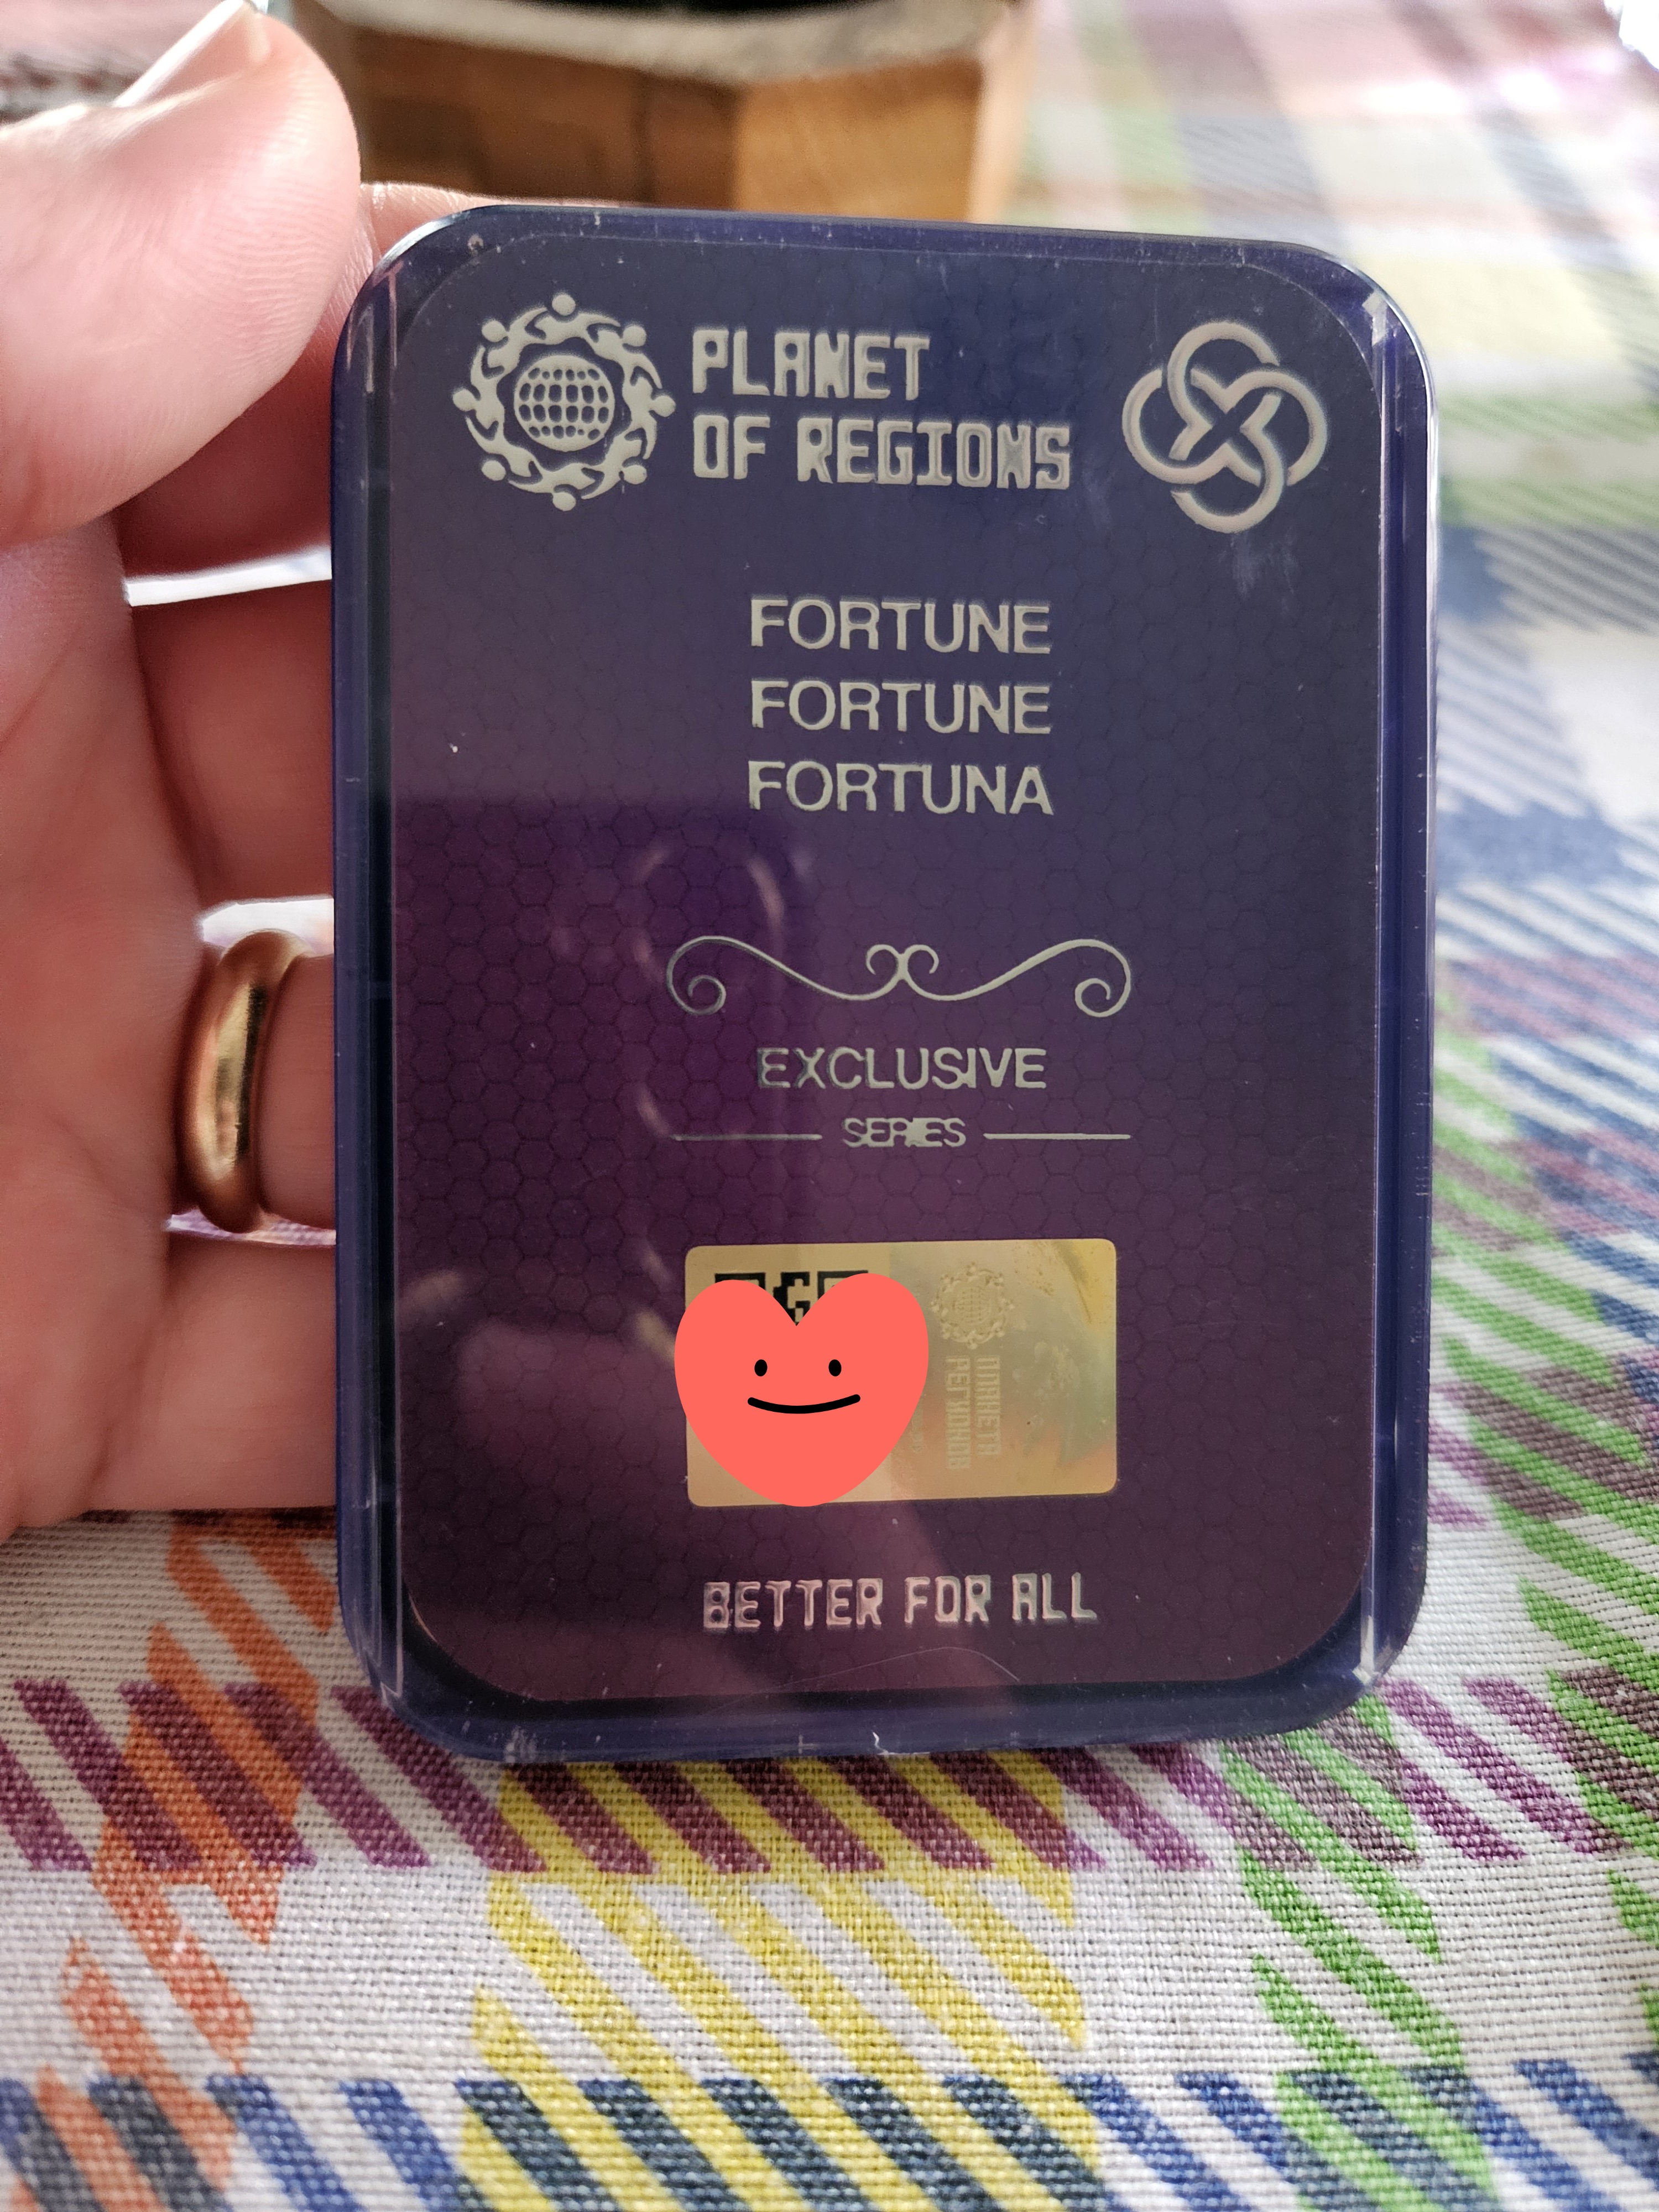 PLANET
OF REGIONS
FORTUNE
FORTUNE
FORTUNA
EXCLUSIVE
SERIES
ПЛАНЕТА
РЕГИОНОВ
BETTER FOR ALL